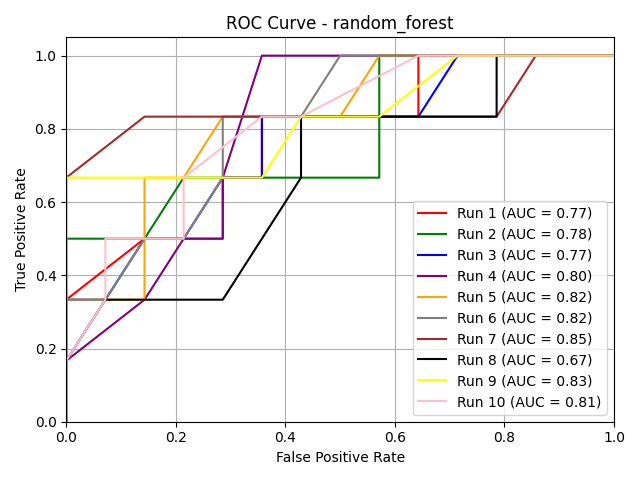 ROC Curve - random_forest
True Positive Rate
1.0
0.8
0.6
0.4
0.2
0.0
0.0 0.2 0.4 0.6 0.8 1.0
False Positive Rate
Run 1 (AUC = 0.77)
Run 2 (AUC = 0.78)
Run 3 (AUC = 0.77)
Run 4 (AUC = 0.80)
Run 5 (AUC = 0.82)
Run 6 (AUC = 0.82)
Run 7 (AUC = 0.85)
Run 8 (AUC = 0.67)
Run 9 (AUC = 0.83)
Run 10 (AUC = 0.81)